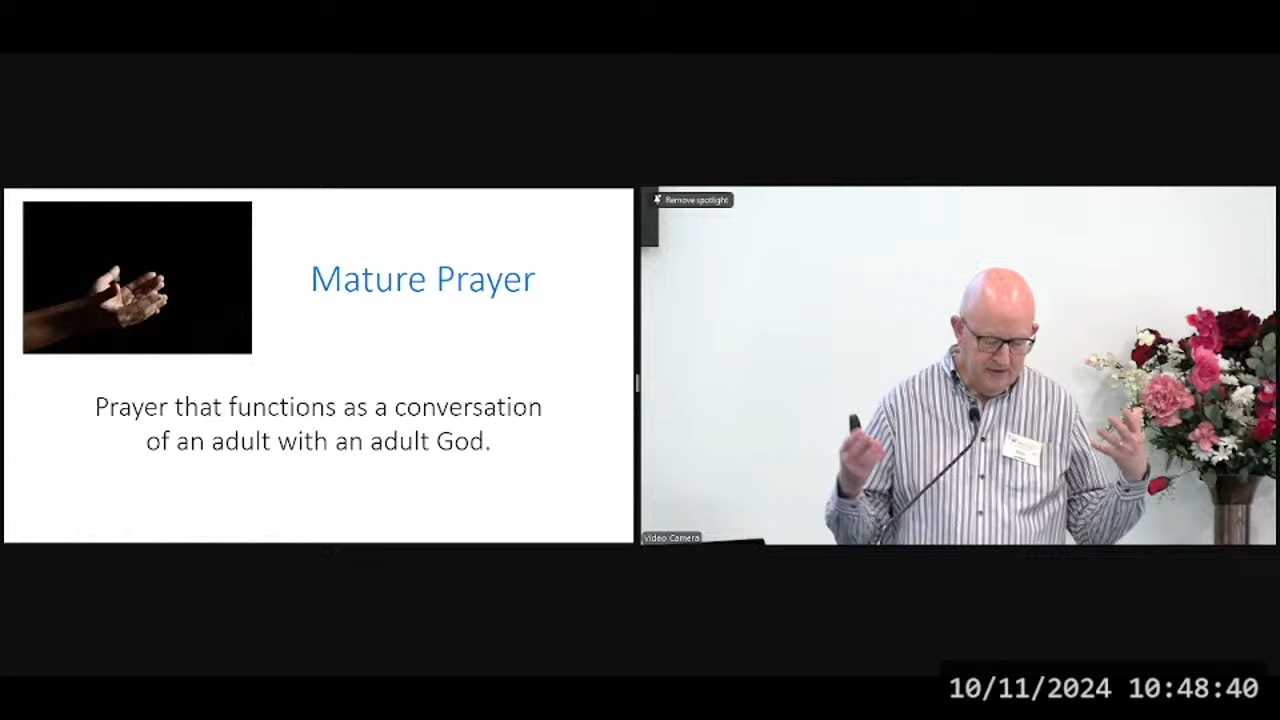 Mature Prayer
Prayer that functions as a conversation
of an adult with an adult God.
Remove spotlight
Video Camera
10/11/2024 10:48:40